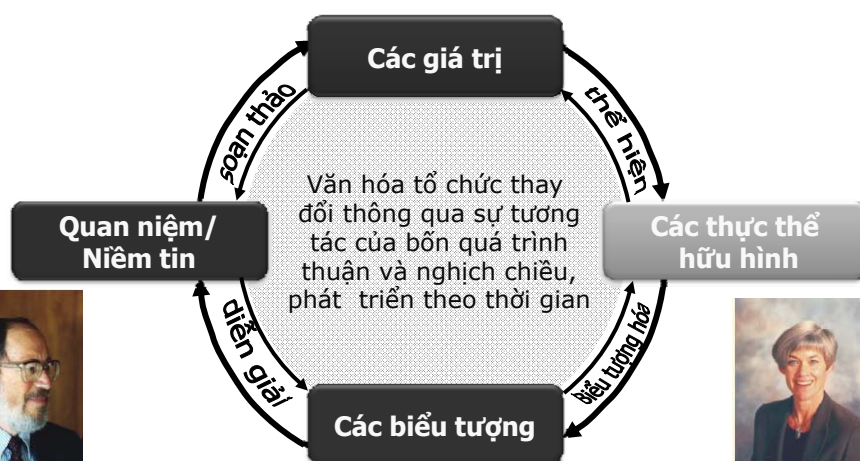 Các giá trị
soạn thảo
thể hiện
Văn hóa tổ chức thay
đổi thông qua sự tương
tác của bốn quá trình
thuận và nghịch chiều,
phát triển theo thời gian
Quan niệm/
Niềm tin
Các thực thể
hữu hình
diễn giải
Biểu tượng hóa
Các biểu tượng